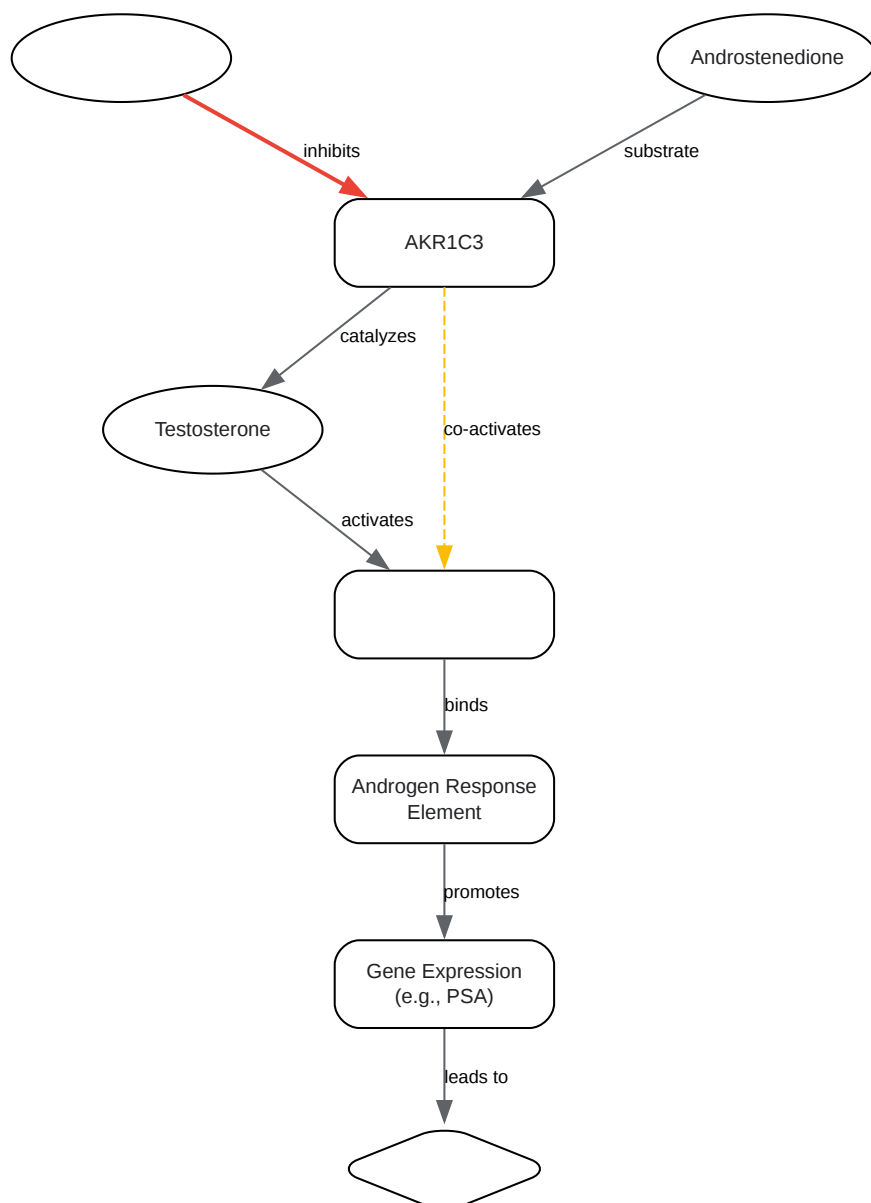 Androstenedione
inhibits
substrate
AKR1C3
catalyzes
Testosterone
co-activates
activates
binds
Androgen Response
Element
promotes
Gene Expression
(e.g., PSA)
leads to